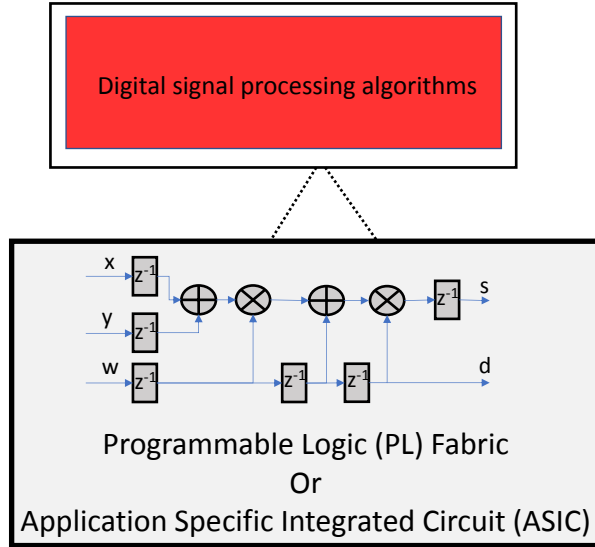 Digital signal processing algorithms
x
z⁻¹
s
z⁻¹
y
z⁻¹
w
z⁻¹
z⁻¹
z⁻¹
d
Programmable Logic (PL) Fabric
Or
Application Specific Integrated Circuit (ASIC)